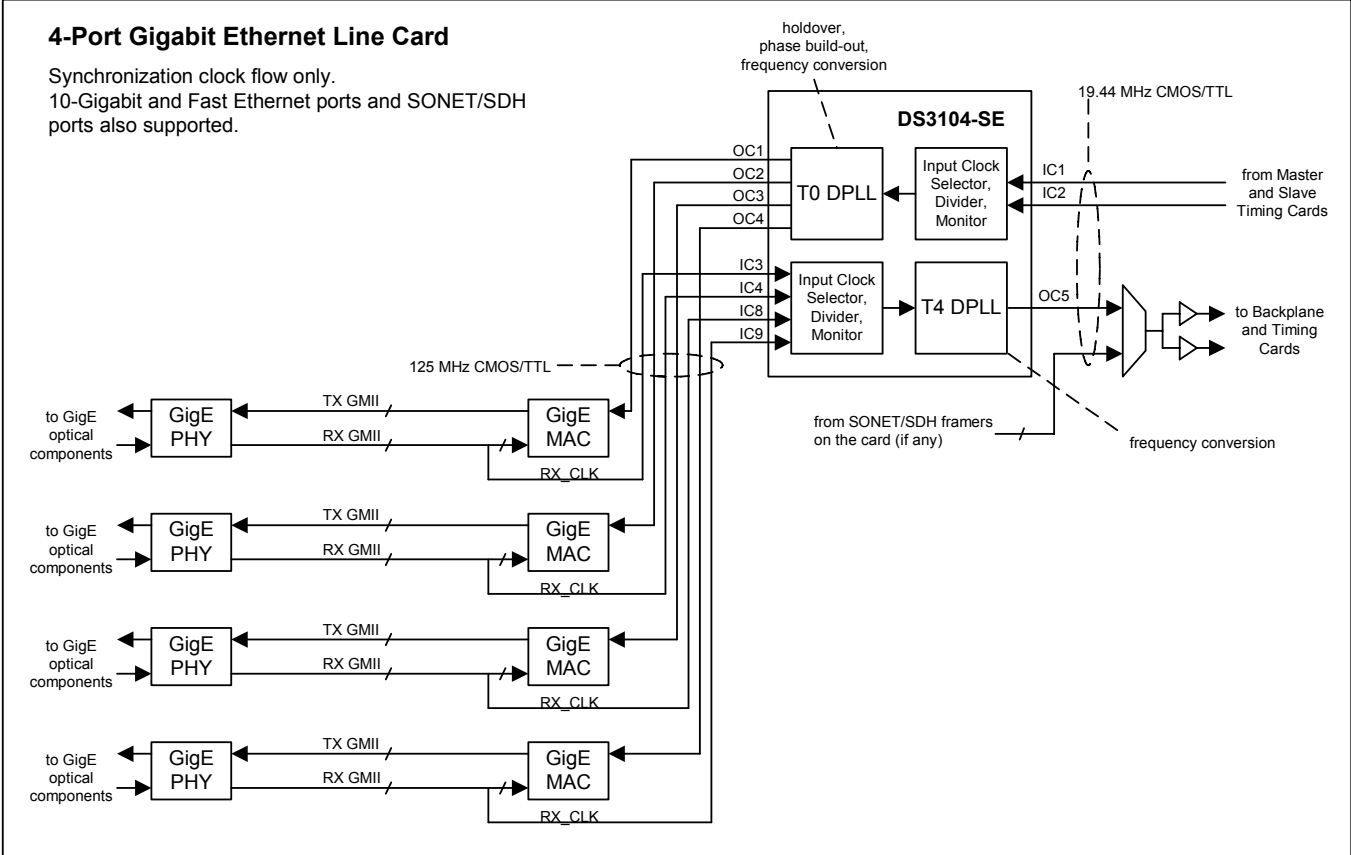 4-Port Gigabit Ethernet Line Card
Synchronization clock flow only.
10-Gigabit and Fast Ethernet ports and SONET/SDH
ports also supported.
holdover,
phase build-out,
frequency conversion
19.44 MHz CMOS/TTL
DS3104-SE
OC1
OC2
OC3
OC4
T0 DPLL
Input Clock
Selector,
Divider,
Monitor
IC1
IC2
from Master
and Slave
Timing Cards
IC3
IC4
IC8
IC9
Input Clock
Selector,
Divider,
Monitor
T4 DPLL
OC5
to Backplane
and Timing
Cards
125 MHz CMOS/TTL
from SONET/SDH framers
on the card (if any)
frequency conversion
to GigE
optical
components
GigE
PHY
TX GMII
RX GMII
GigE
MAC
RX_CLK
to GigE
optical
components
GigE
PHY
TX GMII
RX GMII
GigE
MAC
RX_CLK
to GigE
optical
components
GigE
PHY
TX GMII
RX GMII
GigE
MAC
RX_CLK
to GigE
optical
components
GigE
PHY
TX GMII
RX GMII
GigE
MAC
RX_CLK